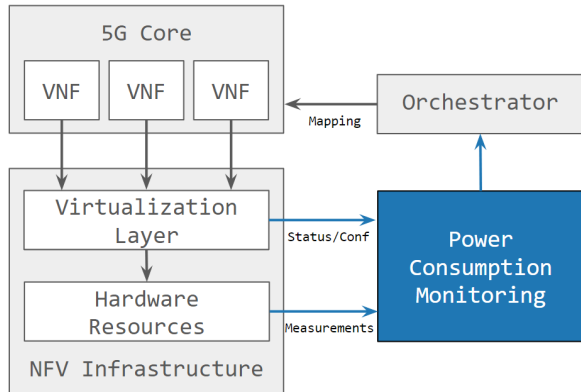 5G Core
VNF
VNF
VNF
Orchestrator
Mapping
Virtualization
Layer
Status/Conf
Power
Consumption
Monitoring
Hardware
Resources
Measurements
NFV Infrastructure